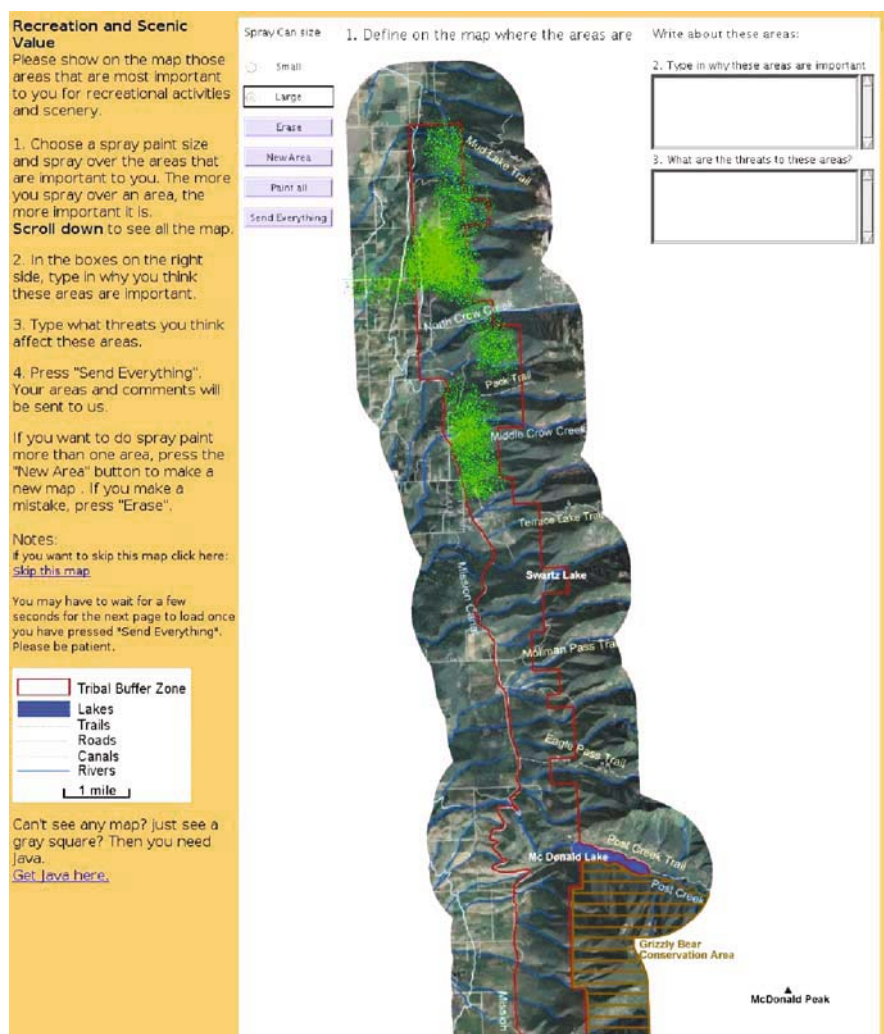 Recreation and Scenic
Value
Please show on the map those
areas that are most important
to you for recreational activities
and scenery.
1. Choose a spray paint size
and spray over the areas that
are important to you. The more
you spray over an area, the
more important it is.
Scroll down to see all the map.
2. In the boxes on the right
side, type in why you think
these areas are important.
3. Type what threats you think
affect these areas.
4. Press "Send Everything".
Your areas and comments will
be sent to us.
If you want to do spray paint
more than one area, press the
"New Area" button to make a
new map . If you make a
mistake, press "Erase".
Notes:
If you want to skip this map click here:
Skip this map
You may have to wait for a few
seconds for the next page to load once
you have pressed "Send Everything".
Please be patient.
Tribal Buffer Zone
Lakes
Trails
Roads
Canals
Rivers
1 mile
Can't see any map? Just see a
gray square? Then you need
Java.
Get Java here.
Spray Can size
Small
Large
Erase
New Area
Paint all
Send Everything
1. Define on the map where the areas are
Mud Lake Trail
North Crow Creek
Pack Trail
Middle Crow Creek
Terrace Lake Trail
Swartz Lake
Mission Canal
Mollman Pass Trail
Eagle Pass Trail
Mc Donald Lake
Post Creek Trail
Post Creek
Grizzly Bear
Conservation Area
McDonald Peak
Mission
Write about these areas:
2. Type in why these areas are important
3. What are the threats to these areas?